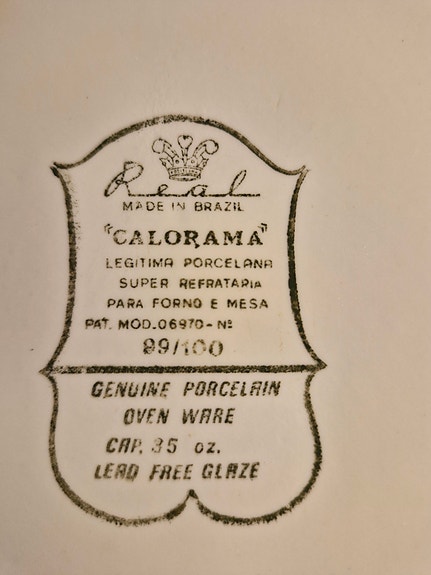 Real
MADE IN BRAZIL
"CALORAMA"
LEGITIMA PORCELANA
SUPER REFRATARIA
PARA FORNO E MESA
PAT. MOD.06970-Nº
99/100
GENUINE PORCELAIN
OVEN WARE
CAP. 35 oz.
LEAD FREE GLAZE